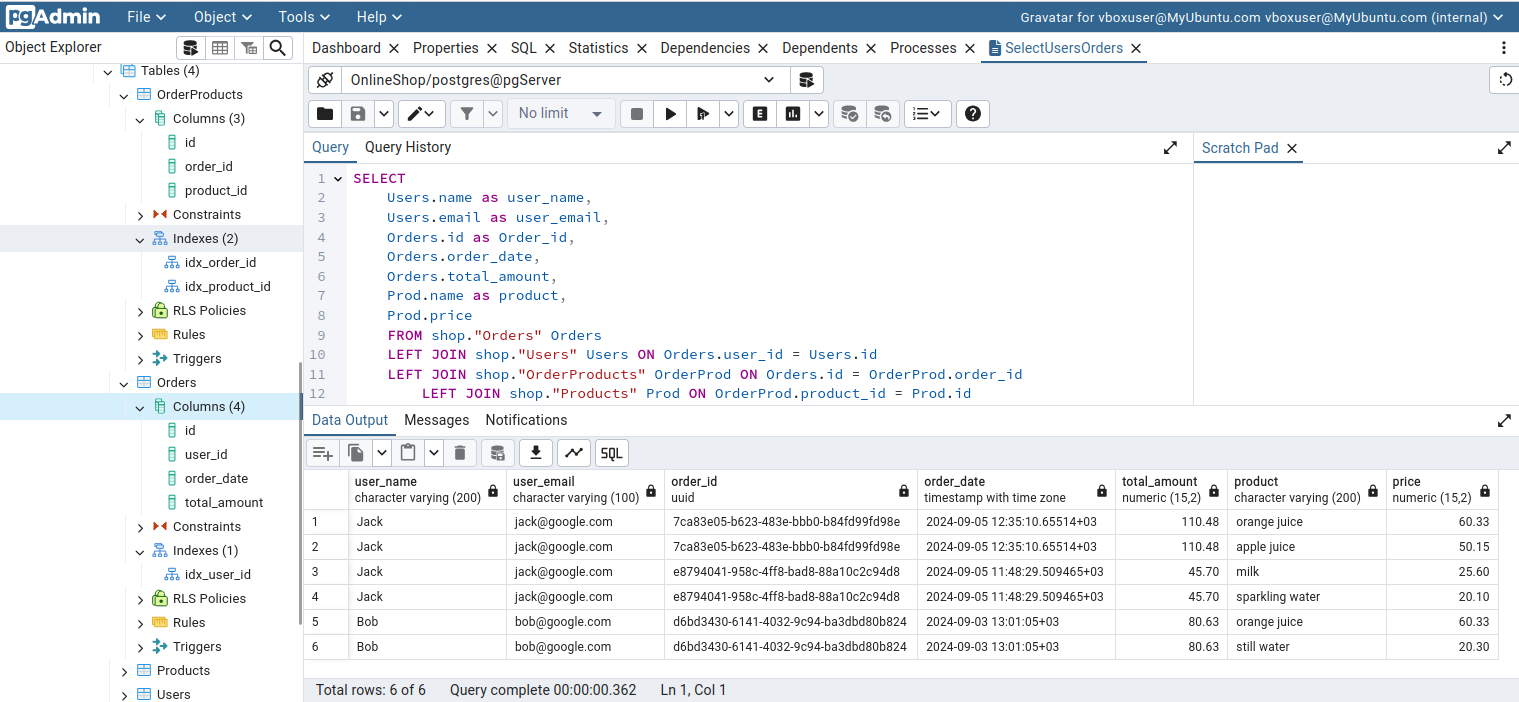 pgAdmin File Object Tools Help Gravatar for vboxuser@MyUbuntu.com vboxuser@MyUbuntu.com (internal)
Object Explorer
Dashboard Properties SQL Statistics Dependencies Dependents Processes SelectUsersOrders
Tables (4)
OrderProducts
Columns (3)
id
order_id
product_id
Constraints
Indexes (2)
idx_order_id
idx_product_id
RLS Policies
Rules
Triggers
Orders
Columns (4)
id
user_id
order_date
total_amount
Constraints
Indexes (1)
idx_user_id
RLS Policies
Rules
Triggers
Products
Users
OnlineShop/postgres@pgServer
No limit E
Query Query History Scratch Pad
1 SELECT
2 Users.name as user_name,
3 Users.email as user_email,
4 Orders.id as Order_id,
5 Orders.order_date,
6 Orders.total_amount,
7 Prod.name as product,
8 Prod.price
9 FROM shop."Orders" Orders
10 LEFT JOIN shop."Users" Users ON Orders.user_id = Users.id
11 LEFT JOIN shop."OrderProducts" OrderProd ON Orders.id = OrderProd.order_id
12 LEFT JOIN shop."Products" Prod ON OrderProd.product_id = Prod.id
Data Output Messages Notifications
SQL
user_name user_email order_id order_date total_amount product price
character varying (200) character varying (100) uuid timestamp with time zone numeric (15,2) character varying (200) numeric (15,2)
1 Jack jack@google.com 7ca83e05-b623-483e-bbb0-b84fd99fd98e 2024-09-05 12:35:10.65514+03 110.48 orange juice 60.33
2 Jack jack@google.com 7ca83e05-b623-483e-bbb0-b84fd99fd98e 2024-09-05 12:35:10.65514+03 110.48 apple juice 50.15
3 Jack jack@google.com e8794041-958c-4ff8-bad8-88a10c2c94d8 2024-09-05 11:48:29.509465+03 45.70 milk 25.60
4 Jack jack@google.com e8794041-958c-4ff8-bad8-88a10c2c94d8 2024-09-05 11:48:29.509465+03 45.70 sparkling water 20.10
5 Bob bob@google.com d6bd3430-6141-4032-9c94-ba3dbd80b824 2024-09-03 13:01:05+03 80.63 orange juice 60.33
6 Bob bob@google.com d6bd3430-6141-4032-9c94-ba3dbd80b824 2024-09-03 13:01:05+03 80.63 still water 20.30
Total rows: 6 of 6 Query complete 00:00:00.362 Ln 1, Col 1